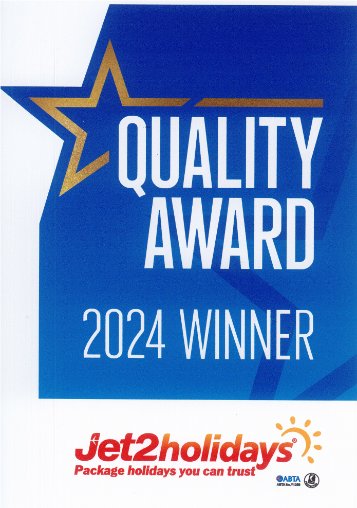 QUALITY
AWARD
2024 WINNER
Jet2holidays®
Package holidays you can trust
ABTA